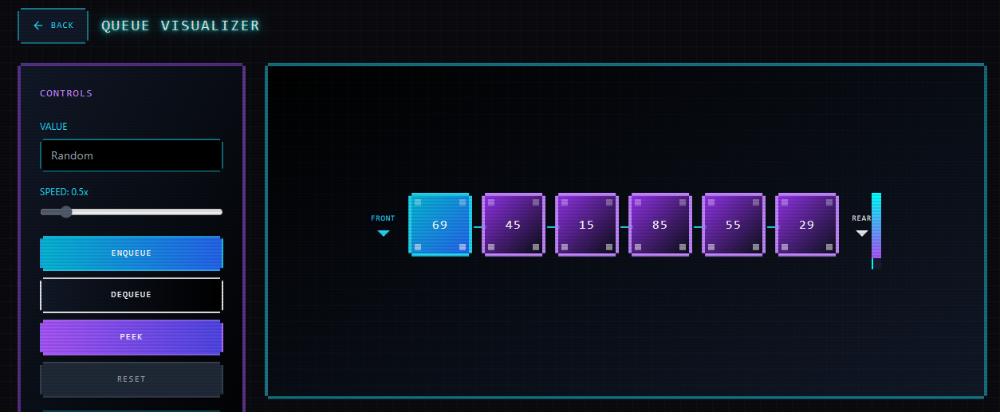 BACK
QUEUE VISUALIZER
CONTROLS
VALUE
Random
SPEED: 0.5x
ENQUEUE
DEQUEUE
PEEK
RESET
FRONT
69
45
15
85
55
29
REAR